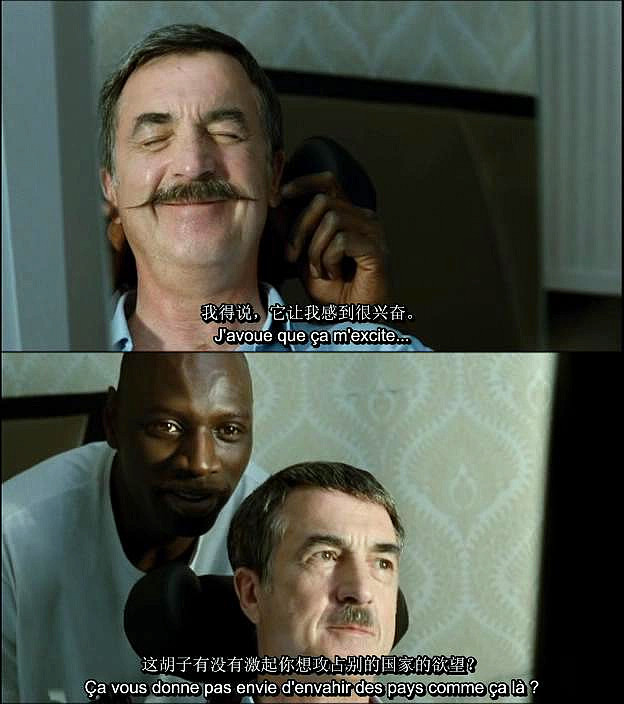 我得说，它让我感到很兴奋。
J'avoue que ça m'excite...
这胡子有没有激起你想攻占别的国家的欲望？
Ça vous donne pas envie d'envahir des pays comme ça là ?